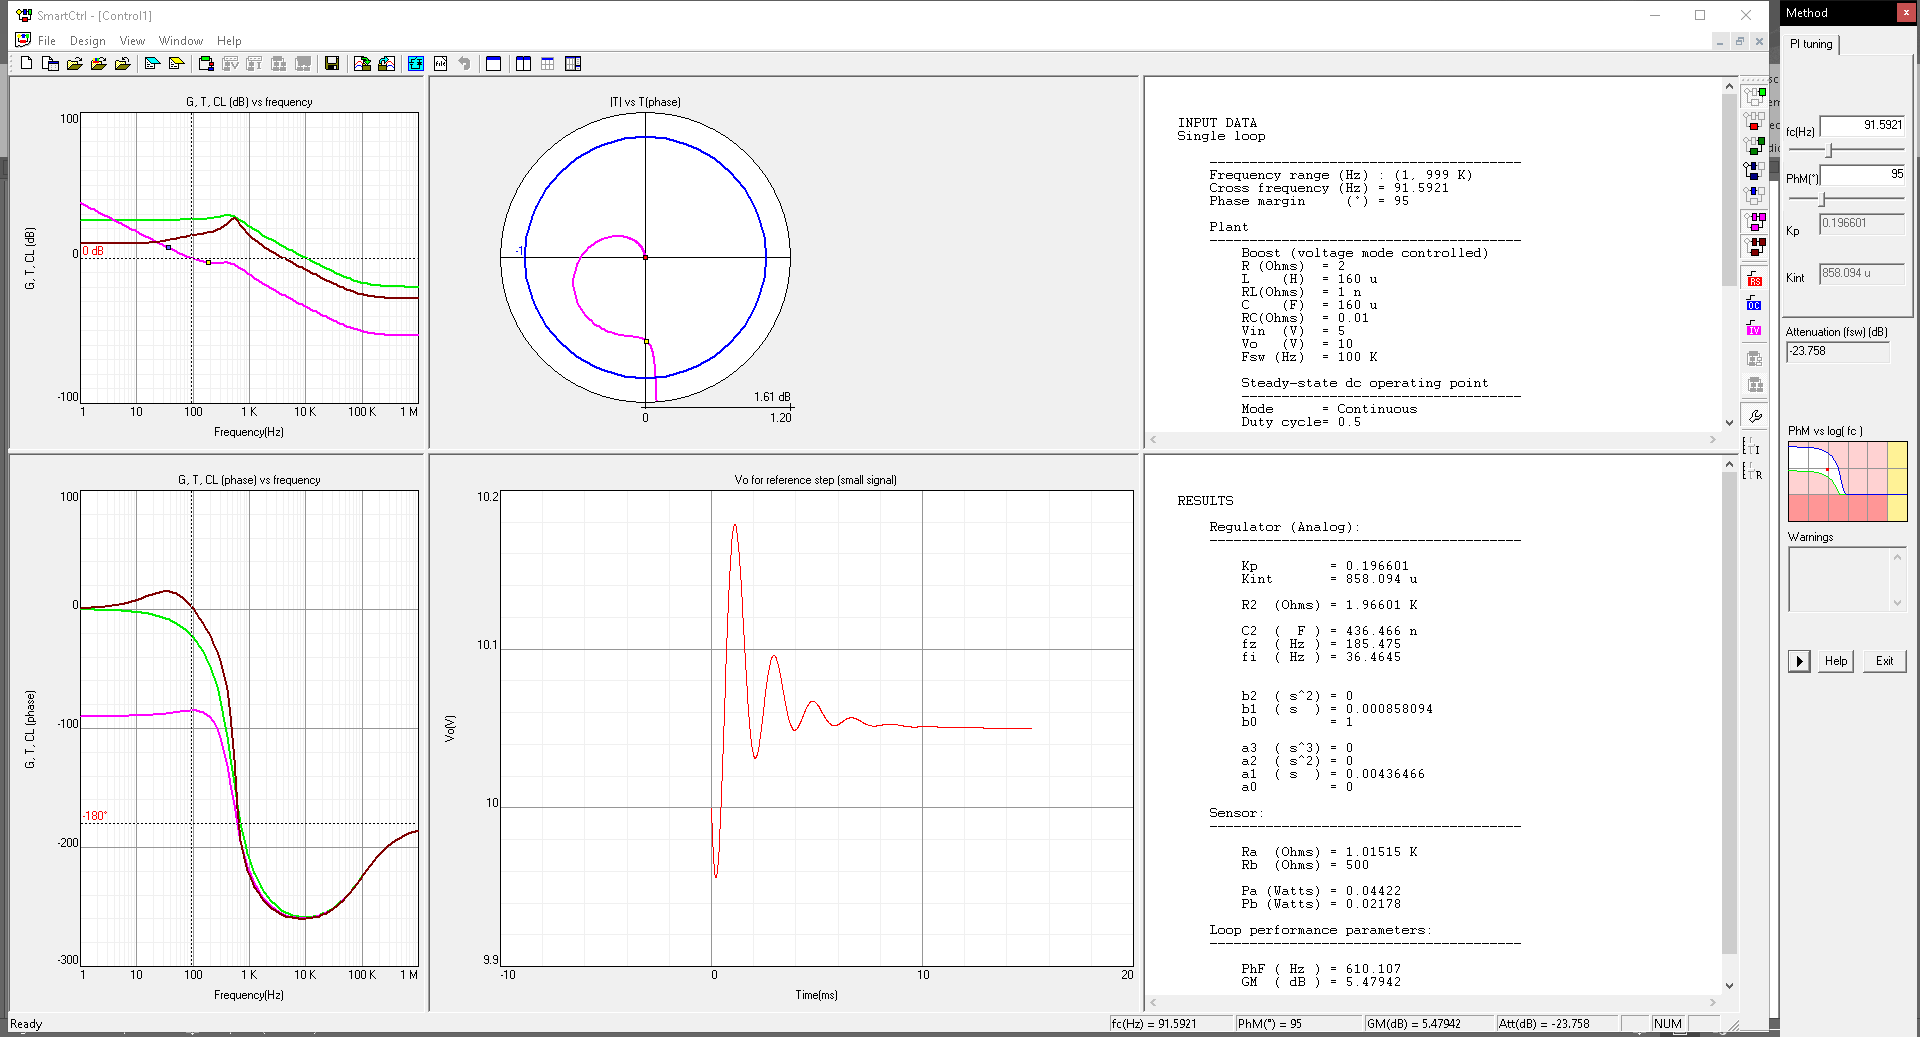 SmartCtrl - [Control1]
File Design View Window Help
G, T, CL (dB) vs frequency
G, T, CL (dB)
100
0
-100
0 dB
1 10 100 1 K 10 K 100 K 1 M
Frequency(Hz)
|T| vs T(phase)
-1
1.61 dB
0 1.20
INPUT DATA
Single loop
Frequency range (Hz) : (1, 999 K)
Cross frequency (Hz) = 91.5921
Phase margin (°) = 95
Plant
Boost (voltage mode controlled)
R (Ohms) = 2
L (H) = 160 u
RL(Ohms) = 1 n
C (F) = 160 u
RC(Ohms) = 0.01
Vin (V) = 5
Vo (V) = 10
Fsw (Hz) = 100 K
Steady-state dc operating point
Mode = Continuous
Duty cycle= 0.5
G, T, CL (phase) vs frequency
G, T, CL (phase)
100
0
-100
-180°
-200
-300
1 10 100 1 K 10 K 100 K 1 M
Frequency(Hz)
Vo for reference step (small signal)
Vo(V)
10.2
10.1
10
9.9
-10 0 10 20
Time(ms)
RESULTS
Regulator (Analog):
Kp = 0.196601
Kint = 858.094 u
R2 (Ohms) = 1.96601 K
C2 ( F ) = 436.466 n
fz ( Hz ) = 185.475
fi ( Hz ) = 36.4645
b2 ( s^2) = 0
b1 ( s ) = 0.000858094
b0 = 1
a3 ( s^3) = 0
a2 ( s^2) = 0
a1 ( s ) = 0.00436466
a0 = 0
Sensor:
Ra (Ohms) = 1.01515 K
Rb (Ohms) = 500
Pa (Watts) = 0.04422
Pb (Watts) = 0.02178
Loop performance parameters:
PhF ( Hz ) = 610.107
GM ( dB ) = 5.47942
RS
OC
IV
I
R
Method
PI tuning
fc(Hz) 91.5921
PhM(°) 95
Kp 0.196601
Kint 858.094 u
Attenuation (fsw) (dB)
-23.758
PhM vs log( fc )
Warnings
Help Exit
Ready
fc(Hz) = 91.5921 PhM(°) = 95 GM(dB) = 5.47942 Att(dB) = -23.758 NUM